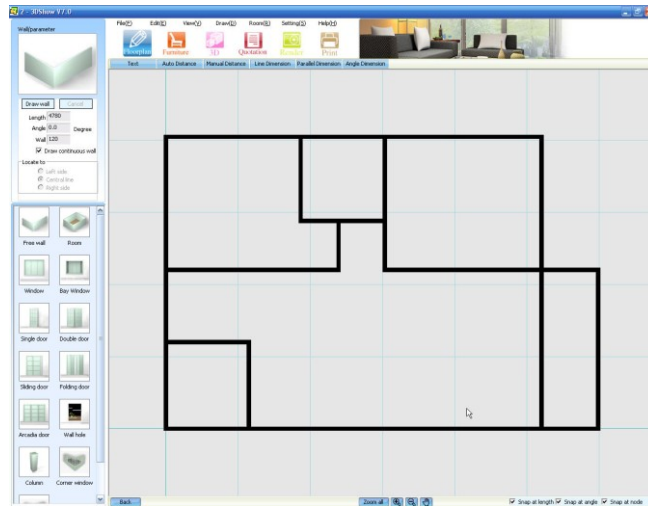 2 - 3DShow V7.0
File(F) Edit(E) View(V) Draw(D) Room(R) Setting(S) Help(H)
Floorplan Furniture 3D Quotation Render Print
Text Auto Distance Manual Distance Line Dimension Parallel Dimension Angle Dimension
Wall/parameter
Draw wall Cancel
Length 4780
Angle 0.0 Degree
Wall 120
Draw continuous wall
Locate to
Left side
Central line
Right side
Free wall Room
Window Bay Window
Single door Double door
Sliding door Folding door
Arcadia door Wall hole
Column Corner window
Back Zoom all Snap at length Snap at angle Snap at node